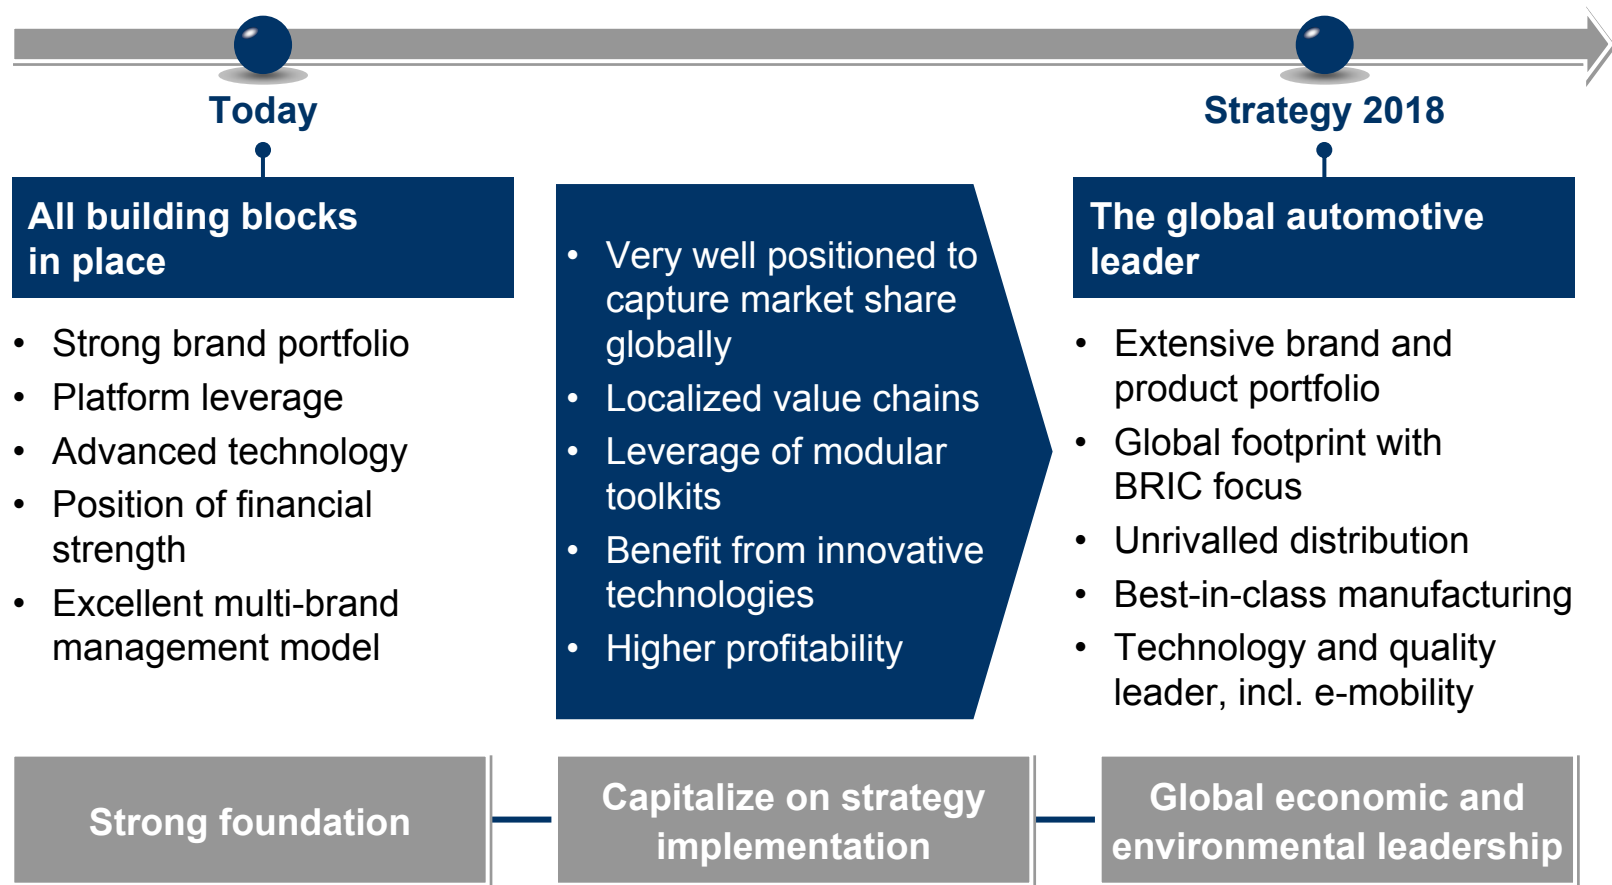 Today
Strategy 2018
All building blocks
in place
• Strong brand portfolio
• Platform leverage
• Advanced technology
• Position of financial
strength
• Excellent multi-brand
management model
• Very well positioned to
capture market share
globally
• Localized value chains
• Leverage of modular
toolkits
• Benefit from innovative
technologies
• Higher profitability
The global automotive
leader
• Extensive brand and
product portfolio
• Global footprint with
BRIC focus
• Unrivalled distribution
• Best-in-class manufacturing
• Technology and quality
leader, incl. e-mobility
Strong foundation
Capitalize on strategy
implementation
Global economic and
environmental leadership